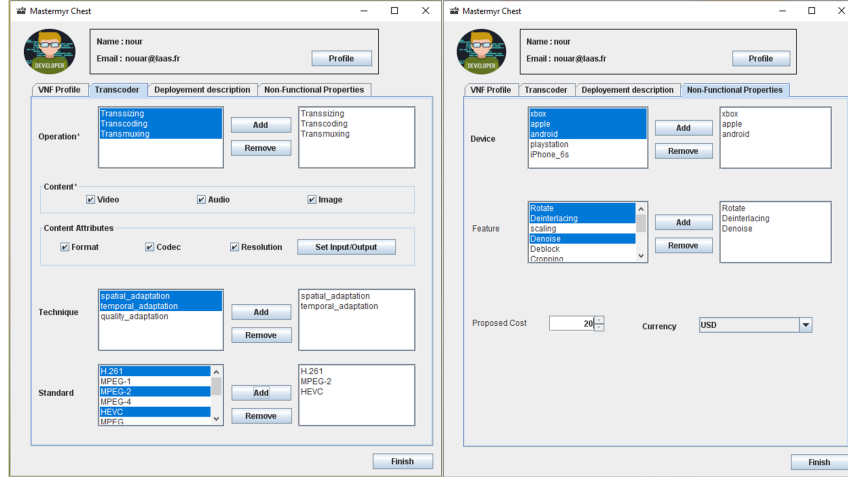 Mastermyr Chest
DEVELOPER
Name : nour
Email : nouar@laas.fr
Profile
VNF Profile Transcoder Deployement description Non-Functional Properties
Operation*
Transsizing
Transcoding
Transmuxing
Add
Remove
Transsizing
Transcoding
Transmuxing
Content*
Video Audio Image
Content Attributes
Format Codec Resolution Set Input/Output
Technique
spatial_adaptation
temporal_adaptation
quality_adaptation
Add
Remove
spatial_adaptation
temporal_adaptation
Standard
H.261
MPEG-1
MPEG-2
MPEG-4
HEVC
MPEG
Add
Remove
H.261
MPEG-2
HEVC
Finish
Mastermyr Chest
DEVELOPER
Name : nour
Email : nouar@laas.fr
Profile
VNF Profile Transcoder Deployement description Non-Functional Properties
Device
xbox
apple
android
playstation
iPhone_6s
Add
Remove
xbox
apple
android
Feature
Rotate
Deinterlacing
scaling
Denoise
Deblock
Cropping
Add
Remove
Rotate
Deinterlacing
Denoise
Proposed Cost 20 Currency USD
Finish